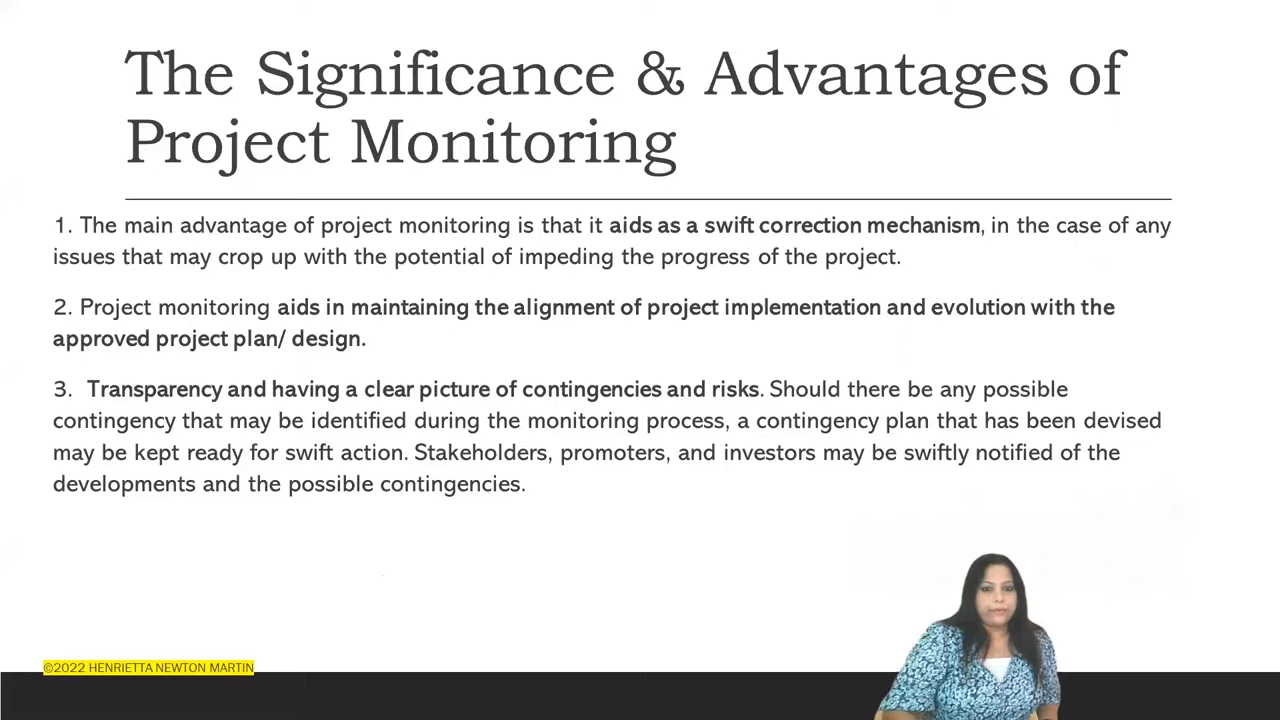 The Significance & Advantages of
Project Monitoring
1. The main advantage of project monitoring is that it aids as a swift correction mechanism, in the case of any
issues that may crop up with the potential of impeding the progress of the project.
2. Project monitoring aids in maintaining the alignment of project implementation and evolution with the
approved project plan/ design.
3. Transparency and having a clear picture of contingencies and risks. Should there be any possible
contingency that may be identified during the monitoring process, a contingency plan that has been devised
may be kept ready for swift action. Stakeholders, promoters, and investors may be swiftly notified of the
developments and the possible contingencies.
©2022 HENRIETTA NEWTON MARTIN